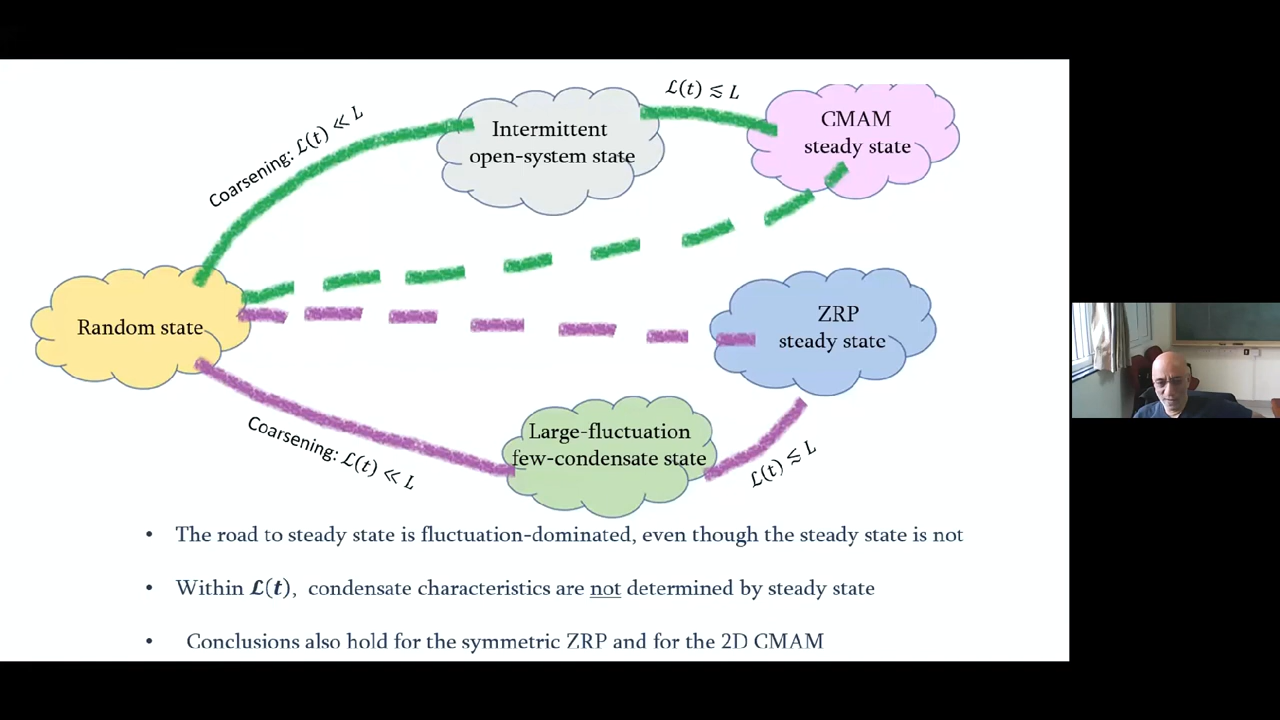 ℒ(t) ≲ L
Coarsening: ℒ(t) ≪ L
Intermittent
open-system state
CMAM
steady state
Random state
ZRP
steady state
Large-fluctuation
few-condensate state
Coarsening: ℒ(t) ≪ L
ℒ(t) ≲ L
• The road to steady state is fluctuation-dominated, even though the steady state is not
• Within ℒ(t), condensate characteristics are not determined by steady state
• Conclusions also hold for the symmetric ZRP and for the 2D CMAM